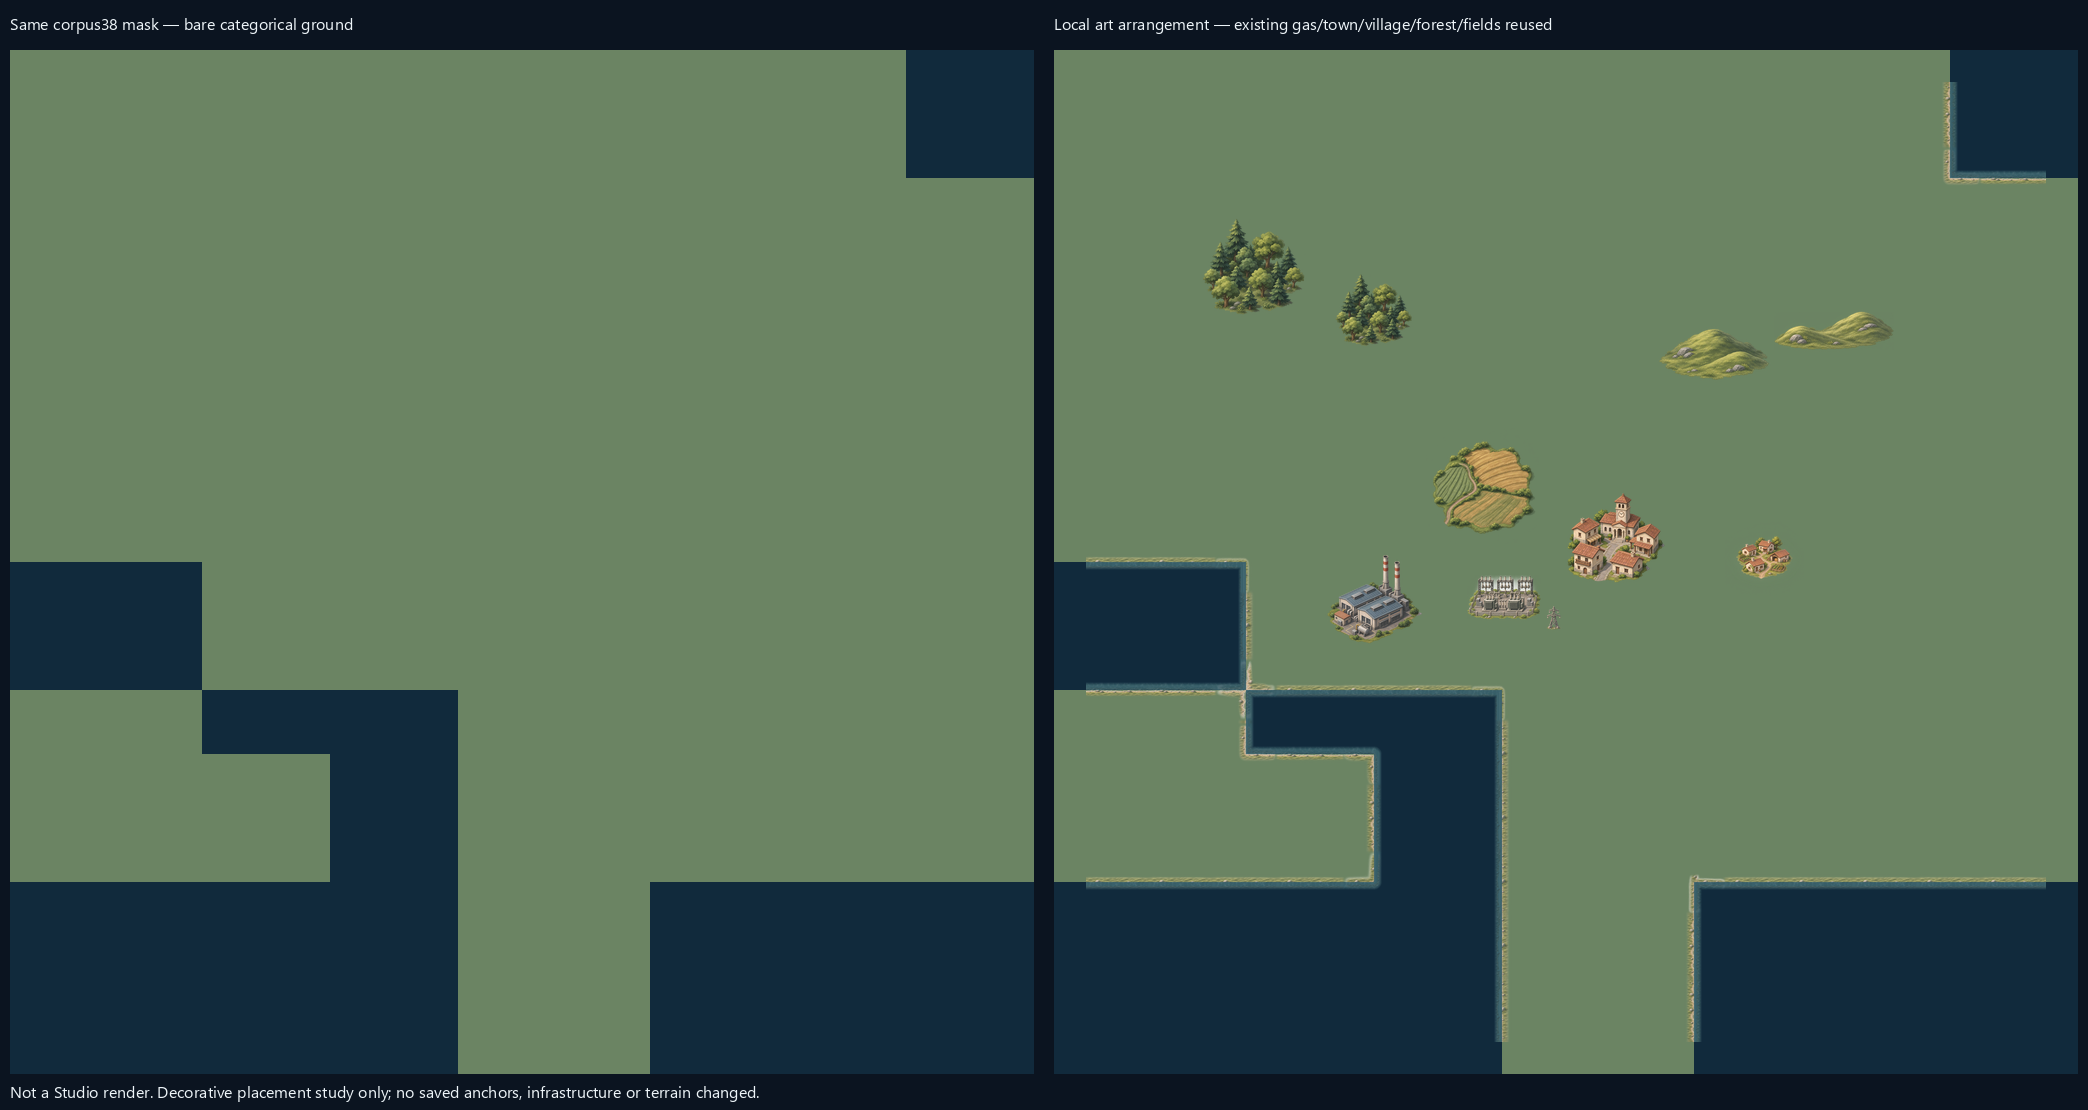 Same corpus38 mask — bare categorical ground
Local art arrangement — existing gas/town/village/forest/fields reused
Not a Studio render. Decorative placement study only; no saved anchors, infrastructure or terrain changed.